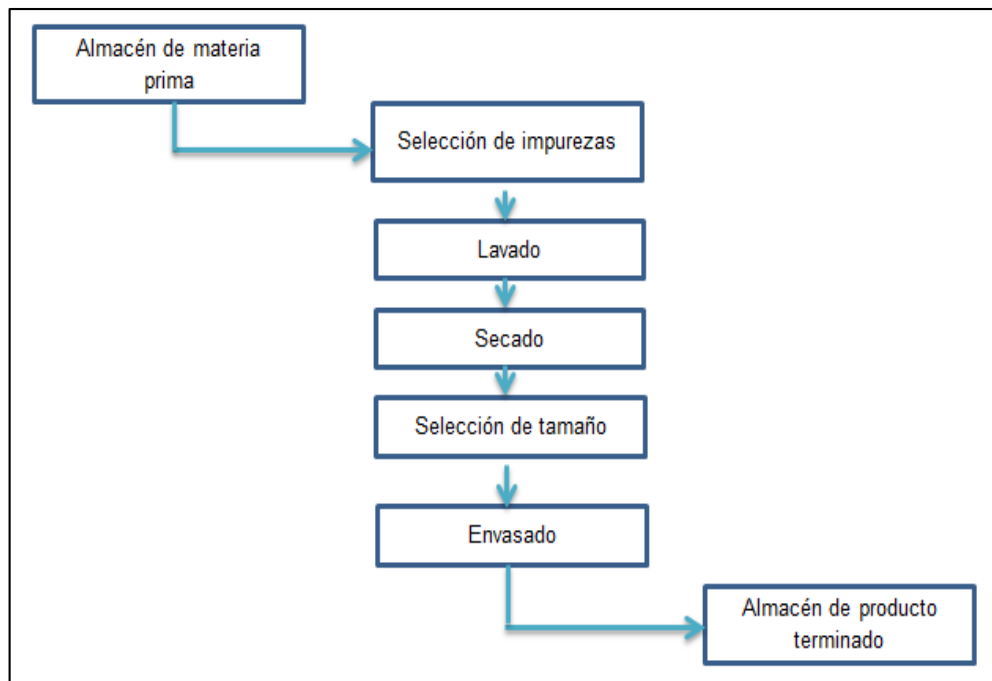 Almacén de materia
prima
Selección de impurezas
Lavado
Secado
Selección de tamaño
Envasado
Almacén de producto
terminado